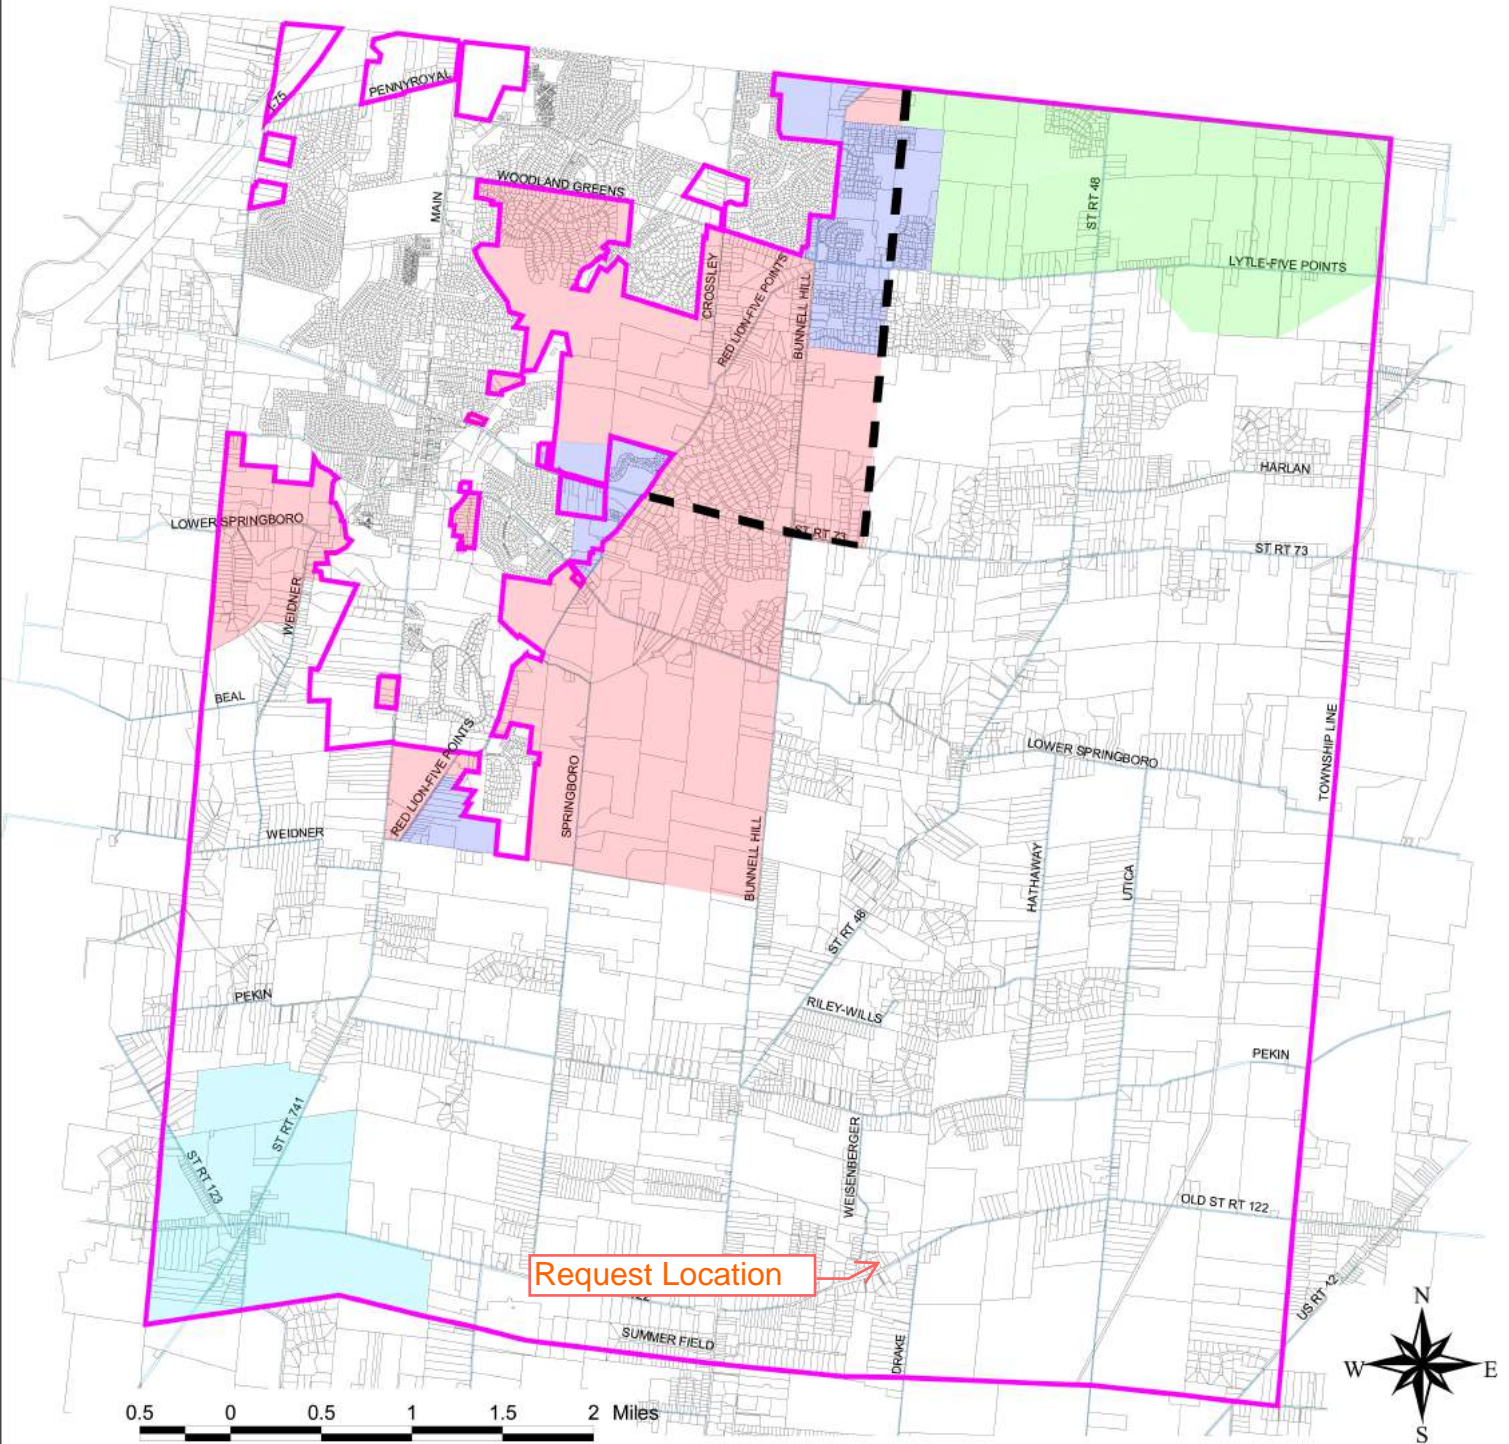 I-75
PENNYROYAL
MAIN
WOODLAND GREENS
ST RT 48
LYTLE-FIVE POINTS
CROSSLEY
RED LION-FIVE POINTS
BUNNELL HILL
HARLAN
LOWER SPRINGBORO
ST RT 73
ST RT 73
WEIDNER
BEAL
TOWNSHIP LINE
LOWER SPRINGBORO
RED LION-FIVE POINTS
SPRINGBORO
WEIDNER
BUNNELL HILL
HATHAWAY
UTICA
ST RT 48
PEKIN
RILEY-WILLS
PEKIN
ST RT 741
WEISENBERGER
ST RT 123
OLD ST RT 122
Request Location
22
US RT 42
SUMMER FIELD
DRAKE
N
W
E
S
0.5 0 0.5 1 1.5 2 Miles